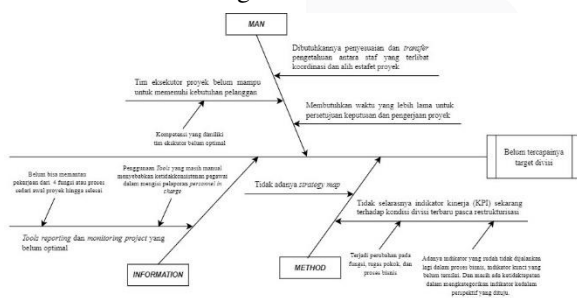 MAN
Dibutuhkannya penyesuaian dan transfer
pengetahuan antara staf yang terlibat
koordinasi dan alih estafet proyek
Tim eksekutor proyek belum mampu
untuk memenuhi kebutuhan pelanggan
Membutuhkan waktu yang lebih lama untuk
persetujuan keputusan dan pengerjaan proyek
Kompetensi yang dimiliki
tim eksekutor belum optimal
Belum tercapainya
target divisi
Belum bisa memantau
pekerjaan dari 4 fungsi atau proses
sedari awal proyek hingga selesai
Penggunaan Tools yang masih manual
menyebabkan ketidakkonsistenan pegawai
dalam mengisi pelaporan personel in
charge
Tidak adanya strategy map
Tidak selarasnya indikator kinerja (KPI) sekarang
terhadap kondisi divisi terbaru pasca restrukturisasi
Tools reporting dan monitoring project yang
belum optimal
Terjadi perubahan pada
fungsi, tugas pokok, dan
proses bisnis
Adanya indikator yang sudah tidak dijalankan
lagi dalam proses bisnis, indikator kunci yang
belum terukur. Dan masih ada ketidaktepatan
dalam mengkategorikan indikator kedalam
perspektif yang dituju.
INFORMATION
METHOD